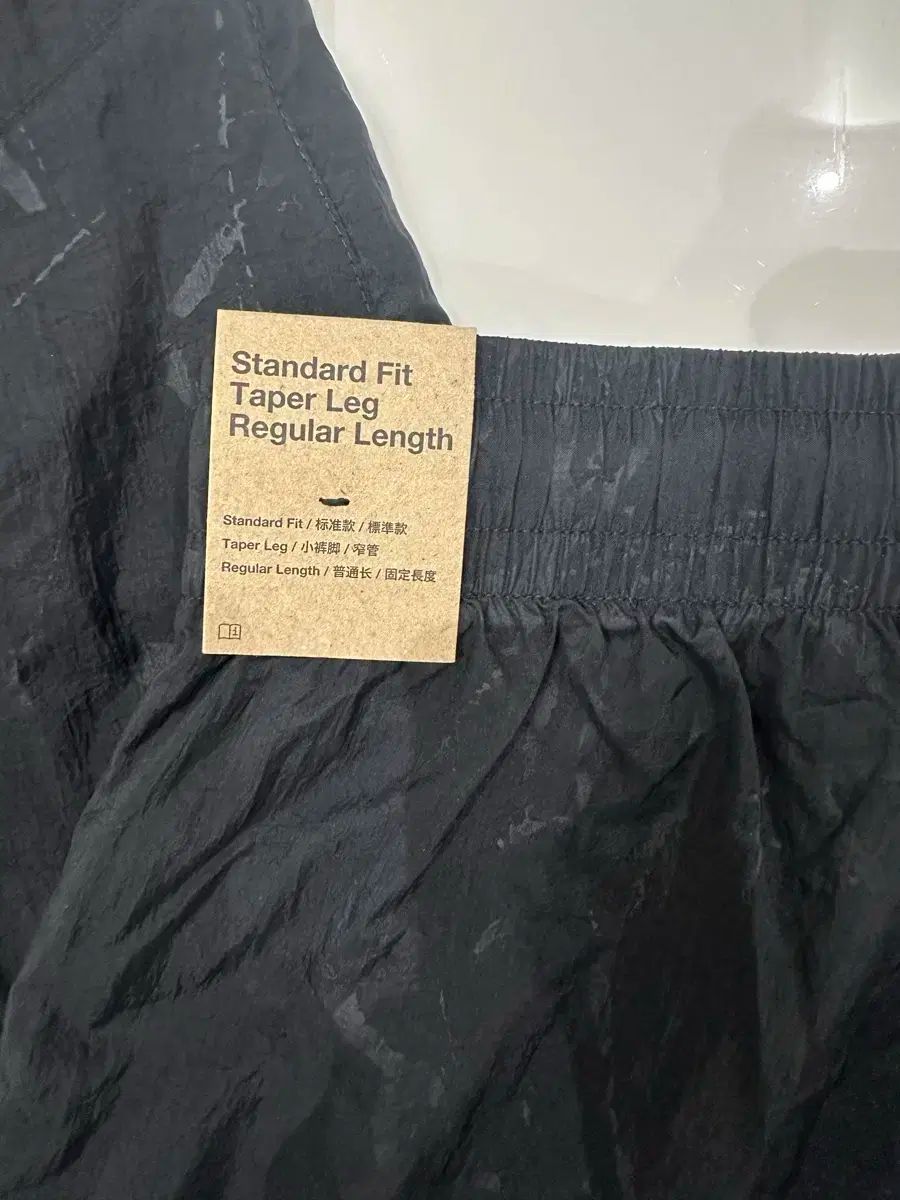 Standard Fit
Taper Leg
Regular Length
Standard Fit / 标准款 / 標準款
Taper Leg / 小裤脚 / 窄管
Regular Length / 普通长 / 固定長度